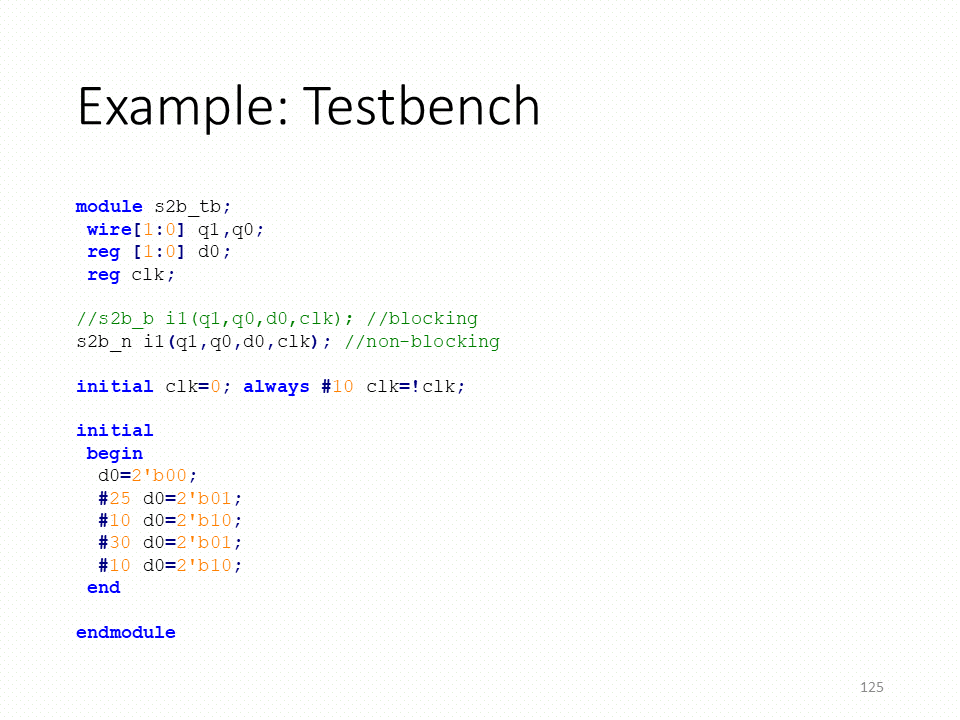 Example: Testbench
module s2b_tb;
wire[1:0] q1,q0;
reg [1:0] d0;
reg clk;
//s2b_b i1(q1,q0,d0,clk); //blocking
s2b_n i1(q1,q0,d0,clk); //non-blocking
initial clk=0; always #10 clk=!clk;
initial
begin
d0=2'b00;
#25 d0=2'b01;
#10 d0=2'b10;
#30 d0=2'b01;
#10 d0=2'b10;
end
endmodule
125